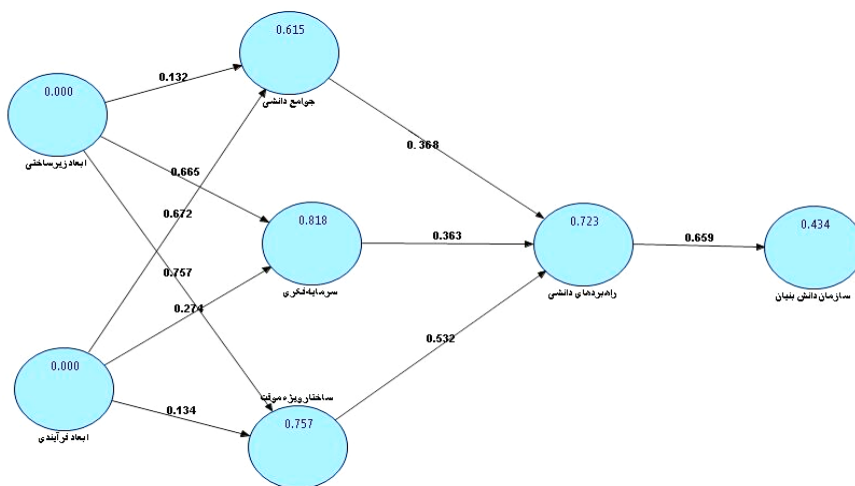 0.615
جوامع دانشی
0.132
0.000
ابعاد زیرساختی
0.368
0.665
0.672
0.818
سرمایه‌فکری
0.363
0.723
راهبردهای دانشی
0.659
0.434
سازمان دانش بنیان
0.757
0.274
0.532
0.000
ابعاد فرآیندی
0.134
ساختار ویژه موقت
0.757